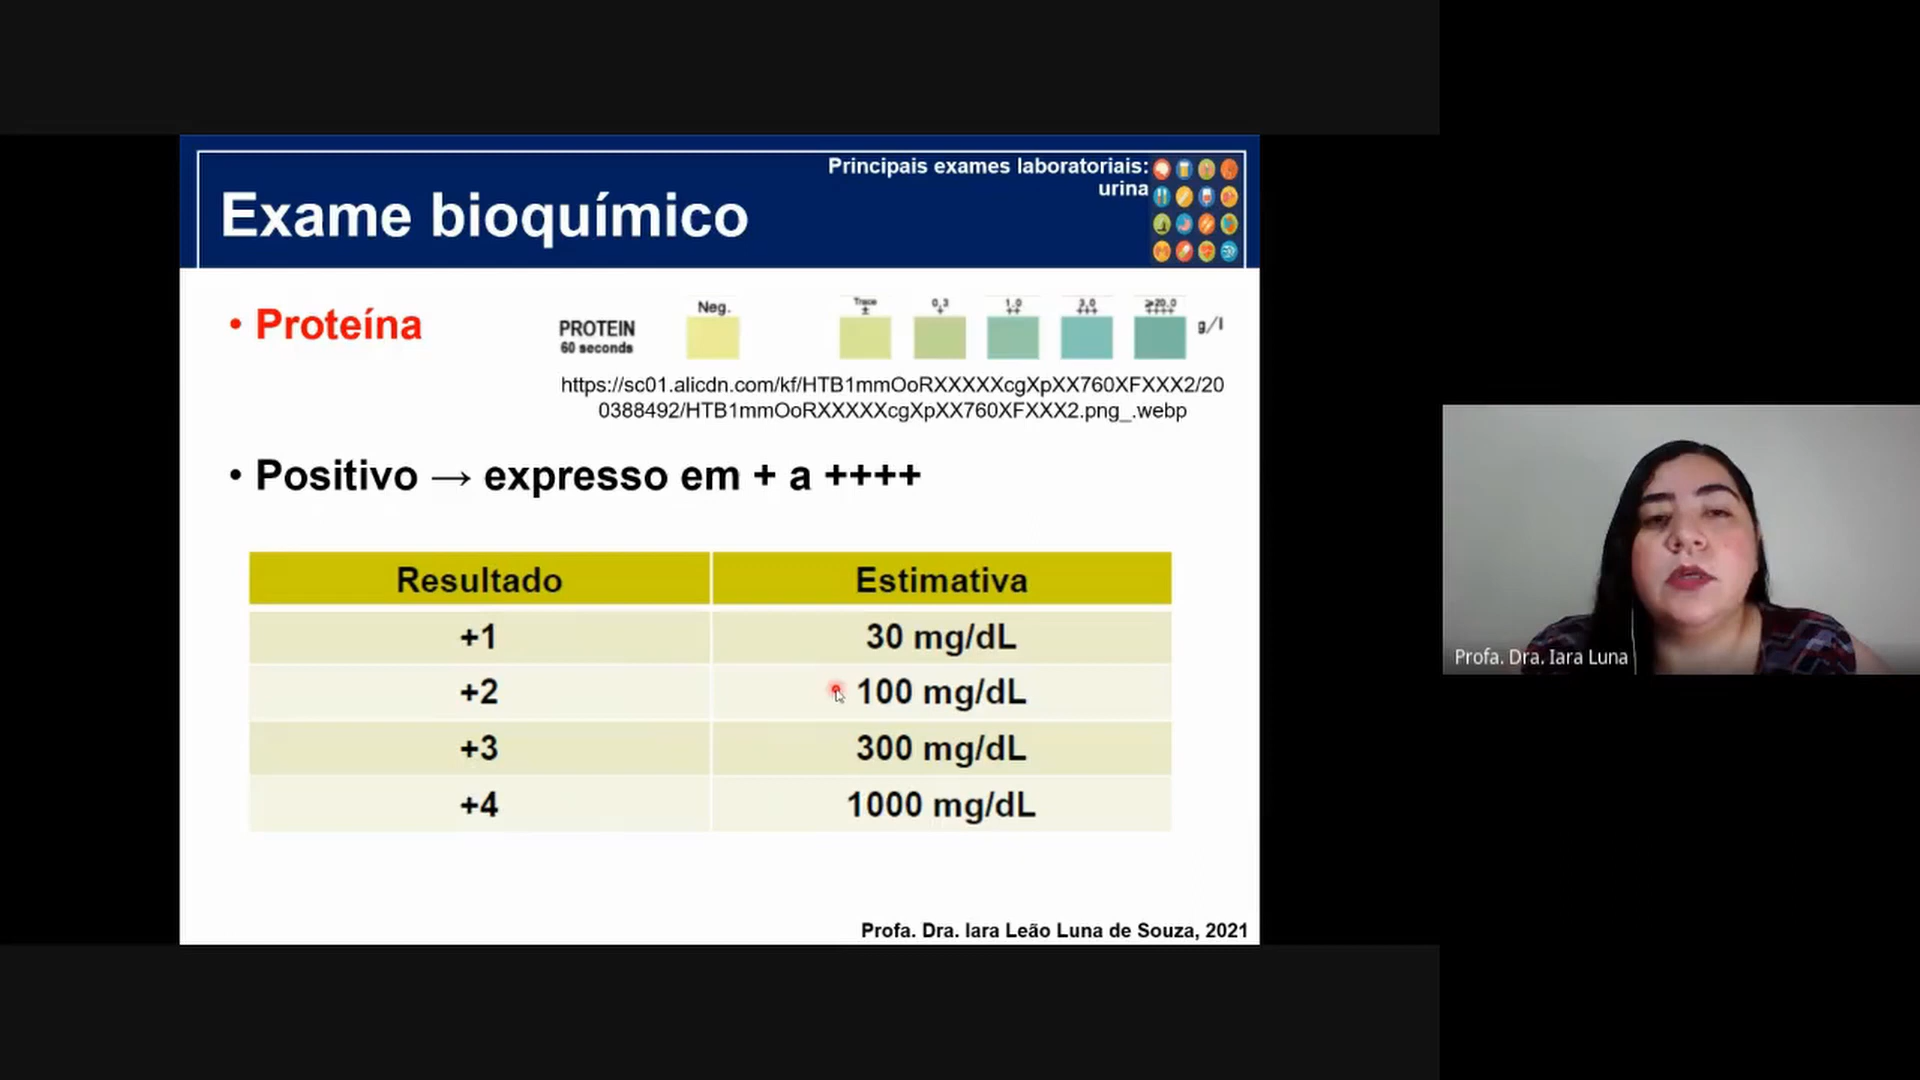 Principais exames laboratoriais:
urina
Exame bioquímico
• Proteína
PROTEIN
60 seconds
Neg.
Trace
±
0,3
+
1.0
++
3,0
+++
≥20.0
++++
g/l
https://sc01.alicdn.com/kf/HTB1mmOoRXXXXXcgXpXX760XFXXX2/20
0388492/HTB1mmOoRXXXXXcgXpXX760XFXXX2.png_.webp
• Positivo → expresso em + a ++++
Resultado Estimativa
+1 30 mg/dL
+2 100 mg/dL
+3 300 mg/dL
+4 1000 mg/dL
Profa. Dra. Iara Leão Luna de Souza, 2021
Profa. Dra. Iara Luna